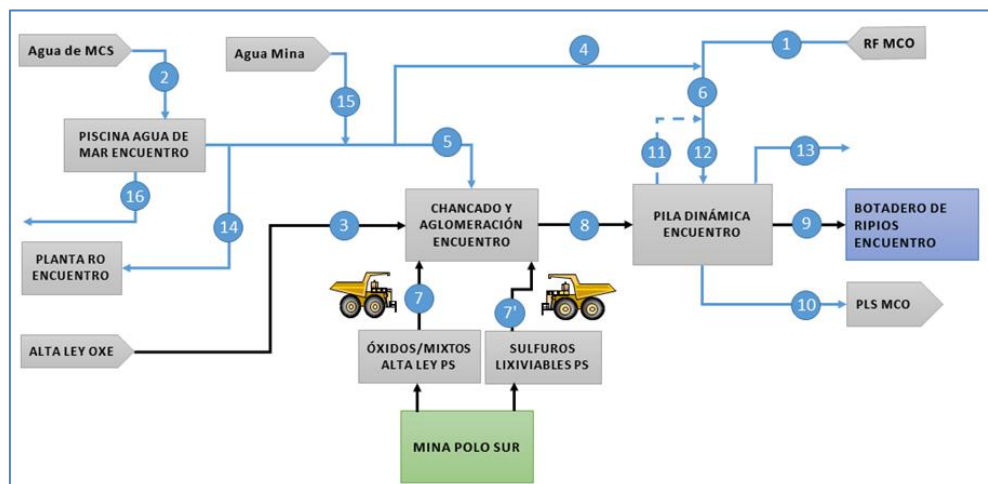 Agua de MCS
Agua Mina
4
1
RF MCO
2
15
6
PISCINA AGUA DE
MAR ENCUENTRO
5
11
12
13
16
14
CHANCADO Y
AGLOMERACIÓN
ENCUENTRO
3
8
PILA DINÁMICA
ENCUENTRO
9
BOTADERO DE
RIPIOS
ENCUENTRO
PLANTA RO
ENCUENTRO
7
7'
10
PLS MCO
ALTA LEY OXE
ÓXIDOS/MIXTOS
ALTA LEY PS
SULFUROS
LIXIVIABLES PS
MINA POLO SUR